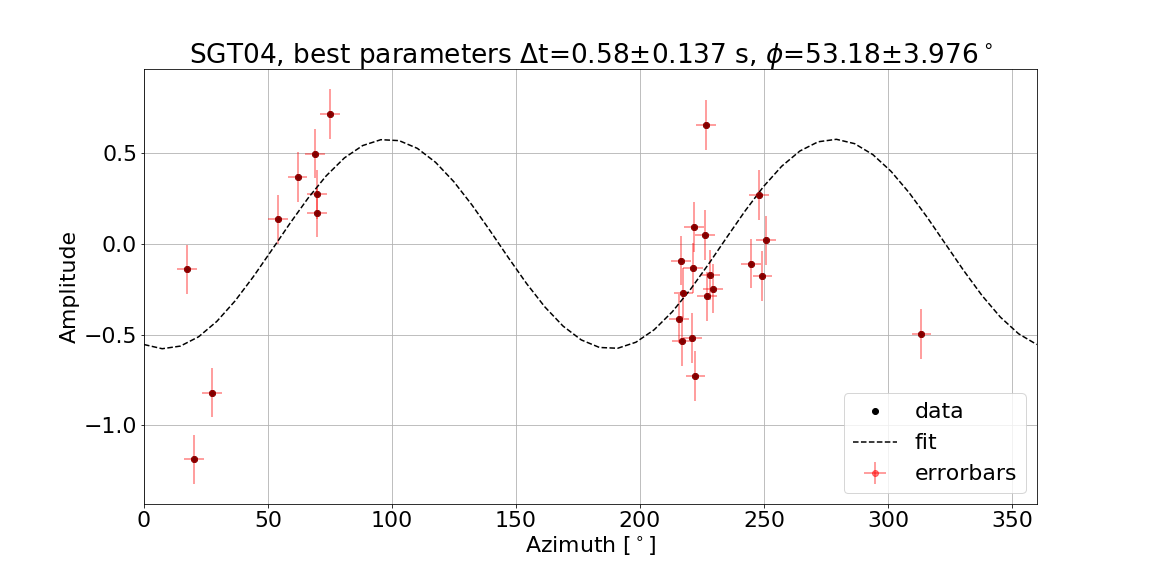 SGT04, best parameters Δt=0.58±0.137 s, ϕ=53.18±3.976°
Amplitude
0.5
0.0
−0.5
−1.0
data
fit
errorbars
0 50 100 150 200 250 300 350
Azimuth [°]